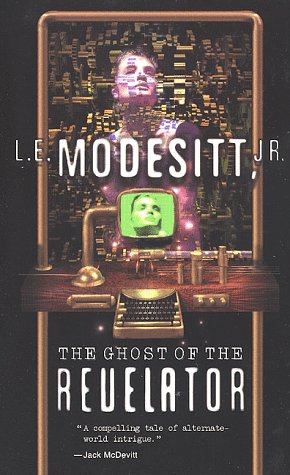 L.E. MODESITT, JR.
THE GHOST OF THE
REVELATOR
"A compelling tale of alternate-
world intrigue."
—Jack McDevitt